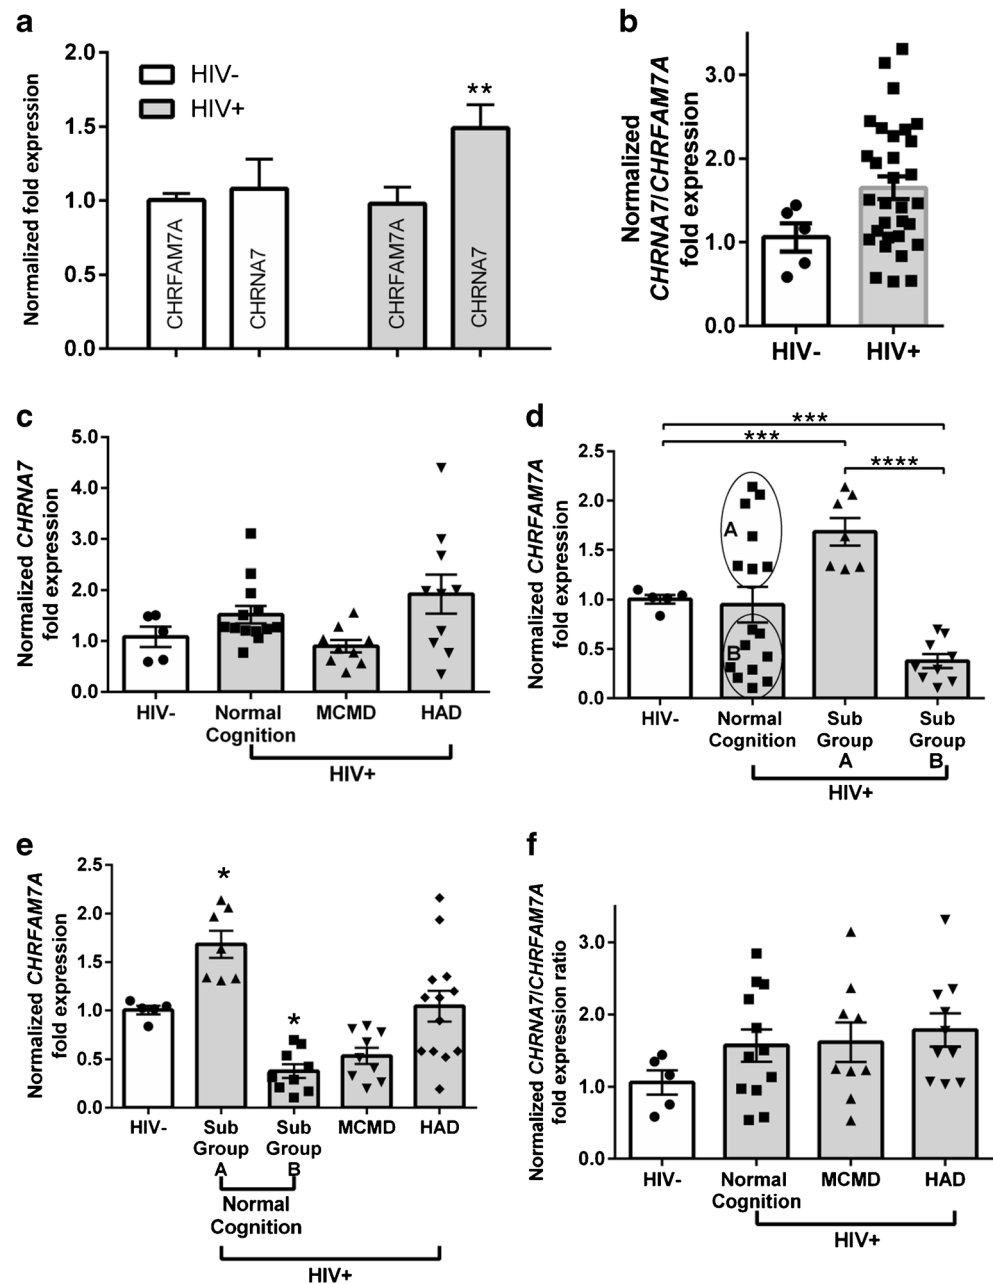 a
Normalized fold expression
2.0
1.5
1.0
0.5
0.0
HIV-
HIV+
**
CHRFAM7A
CHRNA7
CHRFAM7A
CHRNA7
b
Normalized
CHRNA7/CHRFAM7A
fold expression
3.0
2.0
1.0
0.0
HIV-
HIV+
c
Normalized CHRNA7
fold expression
5.0
4.0
3.0
2.0
1.0
0.0
HIV-
Normal
Cognition
MCMD
HAD
HIV+
d
Normalized CHRFAM7A
fold expression
2.5
2.0
1.5
1.0
0.5
0.0
***
***
****
A
B
HIV-
Normal
Cognition
Sub
Group
A
Sub
Group
B
HIV+
e
Normalized CHRFAM7A
fold expression
2.5
2.0
1.5
1.0
0.5
0.0
*
*
HIV-
Sub
Group
A
Sub
Group
B
MCMD
HAD
Normal
Cognition
HIV+
f
Normalized CHRNA7/CHRFAM7A
fold expression ratio
3.0
2.0
1.0
0.0
HIV-
Normal
Cognition
MCMD
HAD
HIV+